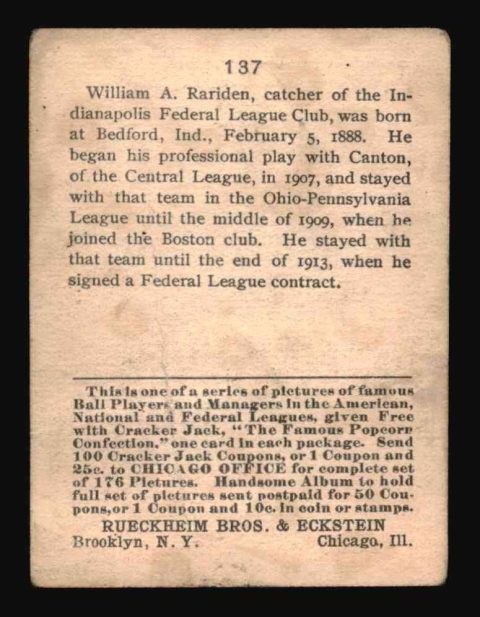 137
William A. Rariden, catcher of the In-
dianapolis Federal League Club, was born
at Bedford, Ind., February 5, 1888. He
began his professional play with Canton,
of the Central League, in 1907, and stayed
with that team in the Ohio-Pennsylvania
League until the middle of 1909, when he
joined the Boston club. He stayed with
that team until the end of 1913, when he
signed a Federal League contract.
This is one of a series of pictures of famous
Ball Players and Managers in the American,
National and Federal Leagues, given Free
with Cracker Jack, "The Famous Popcorn
Confection," one card in each package. Send
100 Cracker Jack Coupons, or 1 Coupon and
25c. to CHICAGO OFFICE for complete set
of 176 Pictures. Handsome Album to hold
full set of pictures sent postpaid for 50 Cou-
pons, or 1 Coupon and 10c. in coin or stamps.
RUECKHEIM BROS. & ECKSTEIN
Brooklyn, N. Y. Chicago, Ill.